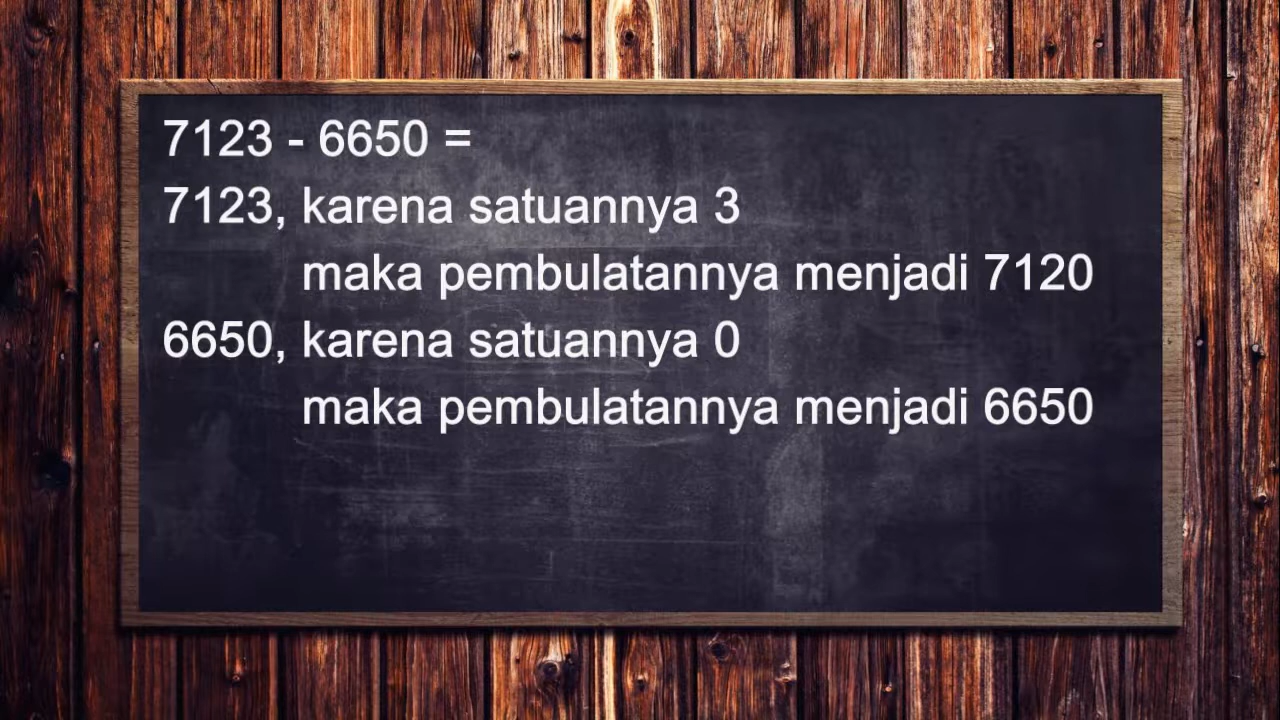 7123 - 6650 =
7123, karena satuannya 3
maka pembulatannya menjadi 7120
6650, karena satuannya 0
maka pembulatannya menjadi 6650